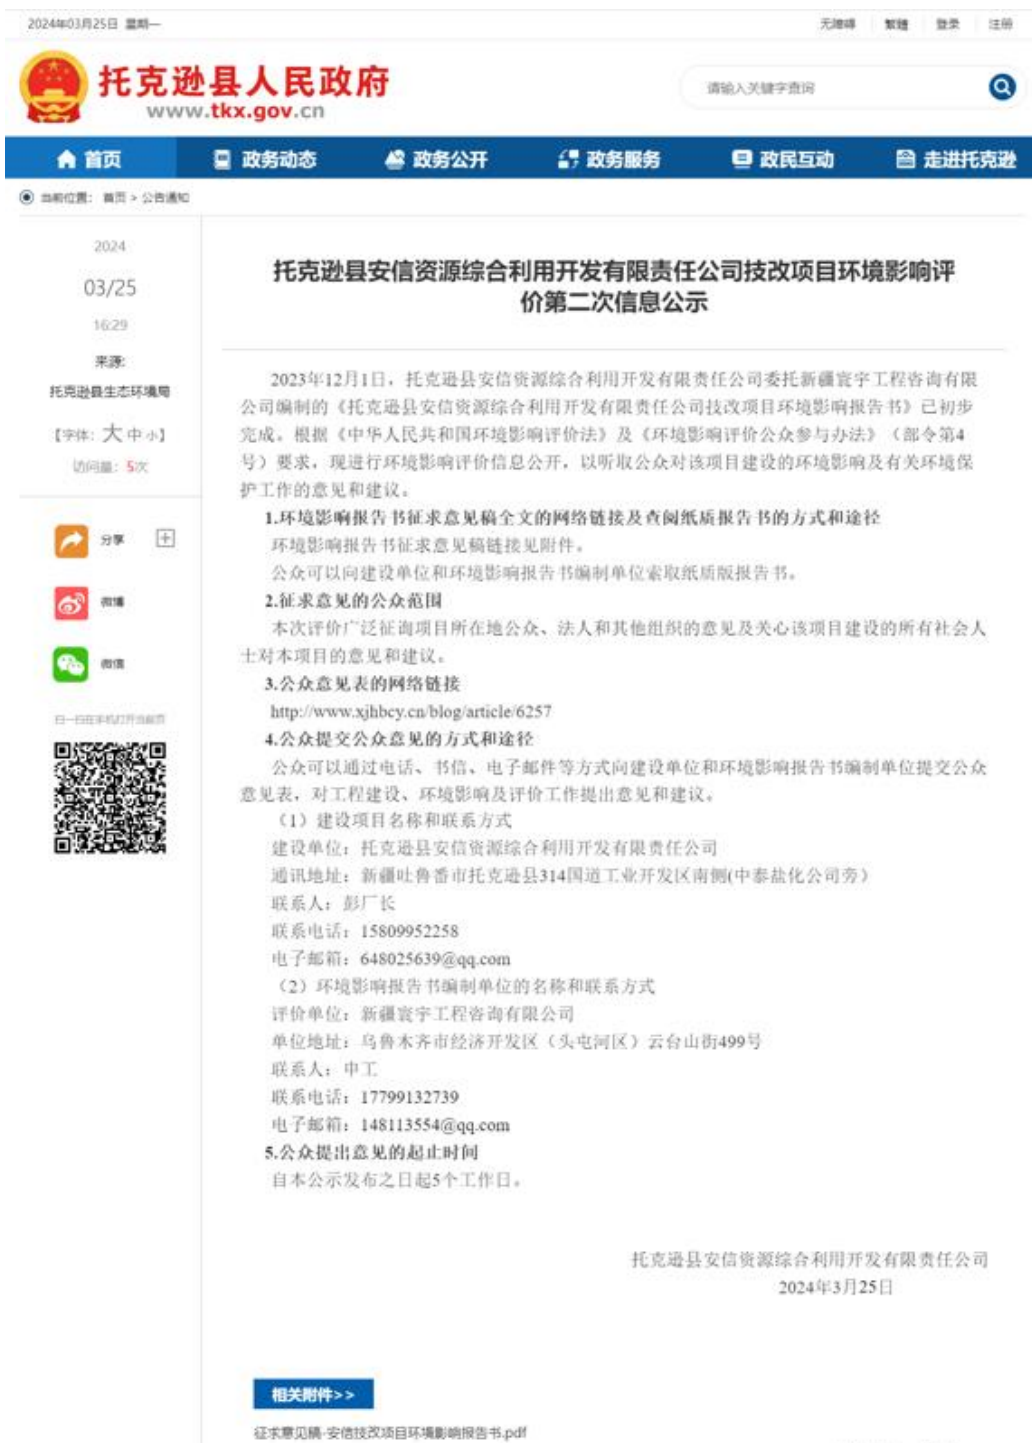 2024年03月25日 星期一
无障碍 繁體 登录 注册
托克逊县人民政府
www.tkx.gov.cn
请输入关键字查询
首页 政务动态 政务公开 政务服务 政民互动 走进托克逊
当前位置： 首页 > 公告通知
2024
03/25
16:29
来源:
托克逊县生态环境局
【字体：大 中 小】
访问量：5次
分享
微博
微信
扫一扫在手机打开当前页
托克逊县安信资源综合利用开发有限责任公司技改项目环境影响评
价第二次信息公示
2023年12月1日，托克逊县安信资源综合利用开发有限责任公司委托新疆寰宇工程咨询有限
公司编制的《托克逊县安信资源综合利用开发有限责任公司技改项目环境影响报告书》已初步
完成。根据《中华人民共和国环境影响评价法》及《环境影响评价公众参与办法》（部令第4
号）要求，现进行环境影响评价信息公开，以听取公众对该项目建设的环境影响及有关环境保
护工作的意见和建议。
1.环境影响报告书征求意见稿全文的网络链接及查阅纸质报告书的方式和途径
环境影响报告书征求意见稿链接见附件。
公众可以向建设单位和环境影响报告书编制单位索取纸质版报告书。
2.征求意见的公众范围
本次评价广泛征询项目所在地公众、法人和其他组织的意见及关心该项目建设的所有社会人
士对本项目的意见和建议。
3.公众意见表的网络链接
http://www.xjhbcy.cn/blog/article/6257
4.公众提交公众意见的方式和途径
公众可以通过电话、书信、电子邮件等方式向建设单位和环境影响报告书编制单位提交公众
意见表，对工程建设、环境影响及评价工作提出意见和建议。
（1）建设项目名称和联系方式
建设单位：托克逊县安信资源综合利用开发有限责任公司
通讯地址：新疆吐鲁番市托克逊县314国道工业开发区南侧(中泰盐化公司旁）
联系人：彭厂长
联系电话：15809952258
电子邮箱：648025639@qq.com
（2）环境影响报告书编制单位的名称和联系方式
评价单位：新疆寰宇工程咨询有限公司
单位地址：乌鲁木齐市经济开发区（头屯河区）云台山街499号
联系人：申工
联系电话：17799132739
电子邮箱：148113554@qq.com
5.公众提出意见的起止时间
自本公示发布之日起5个工作日。
托克逊县安信资源综合利用开发有限责任公司
2024年3月25日
相关附件>>
征求意见稿-安信技改项目环境影响报告书.pdf